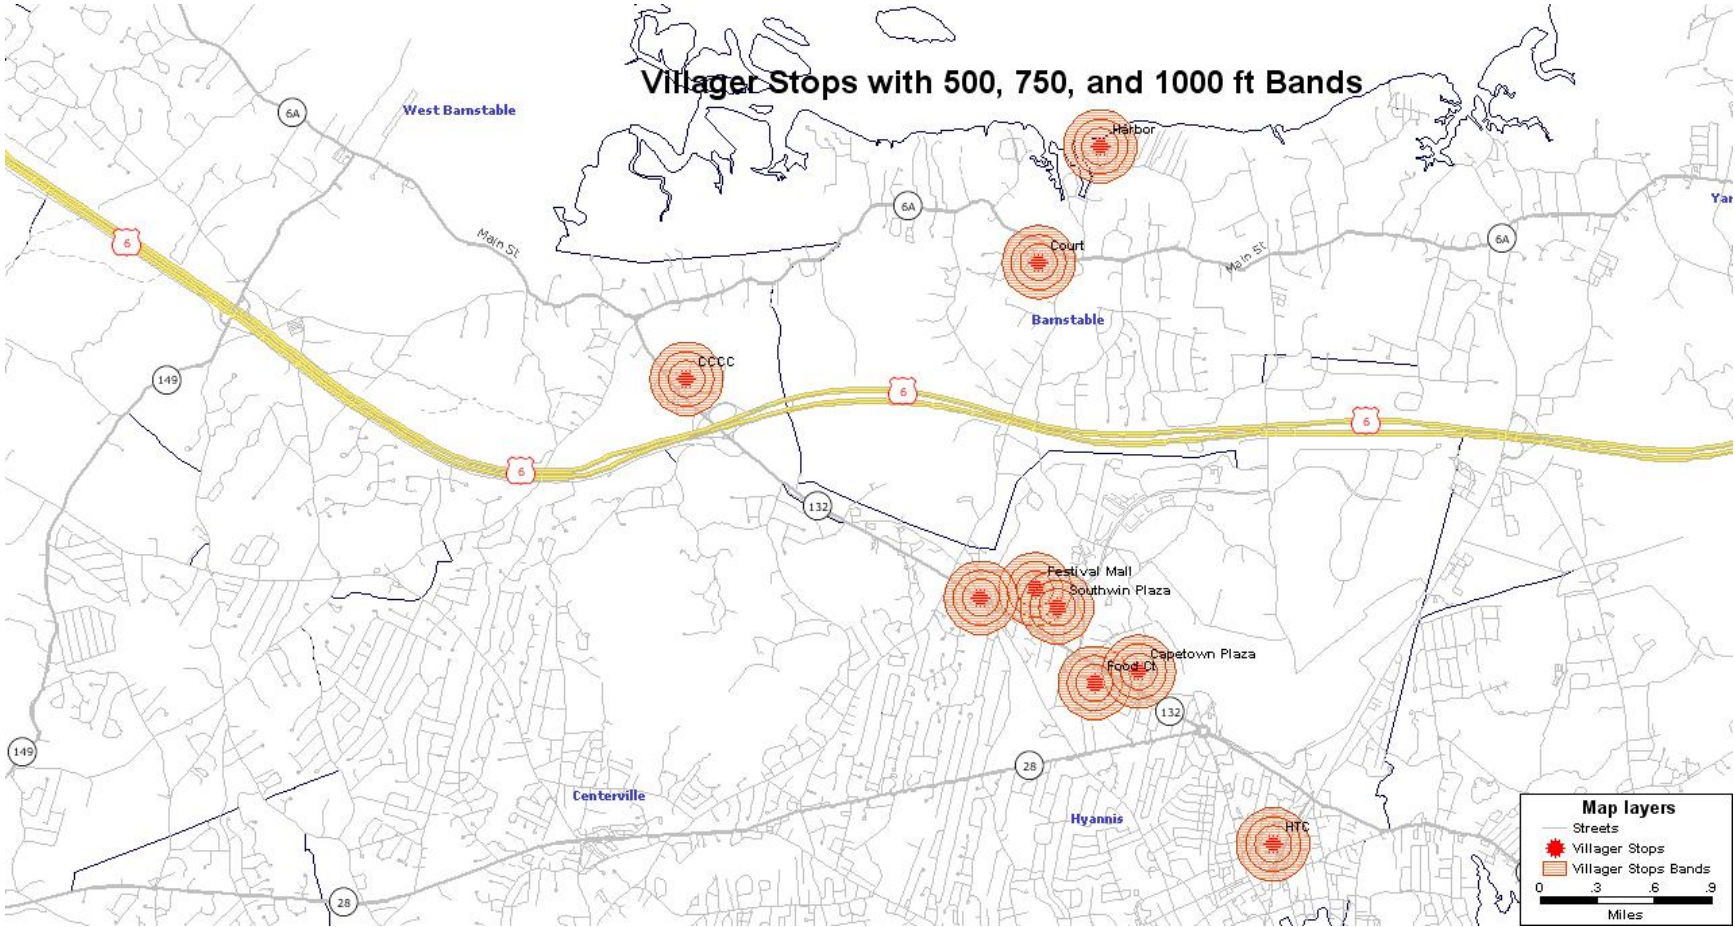 Villager Stops with 500, 750, and 1000 ft Bands
6A
West Barnstable
Harbor
6A
Yar
6
Main St
Court
Main St
6A
Barnstable
CCCC
149
6
6
6
132
Festival Mall
Southwin Plaza
Capetown Plaza
Food Ct
132
149
28
Centerville
Hyannis
HTC
28
Map layers
Streets
Villager Stops
Villager Stops Bands
0 .3 .6 .9
Miles